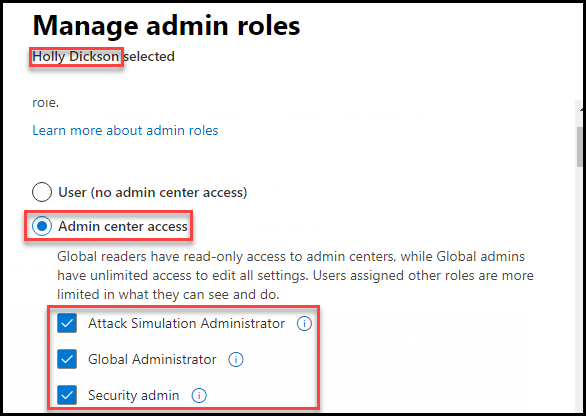 Manage admin roles
Holly Dickson selected
role.
Learn more about admin roles
User (no admin center access)
Admin center access
Global readers have read-only access to admin centers, while Global admins
have unlimited access to edit all settings. Users assigned other roles are more
limited in what they can see and do.
Attack Simulation Administrator
Global Administrator
Security admin